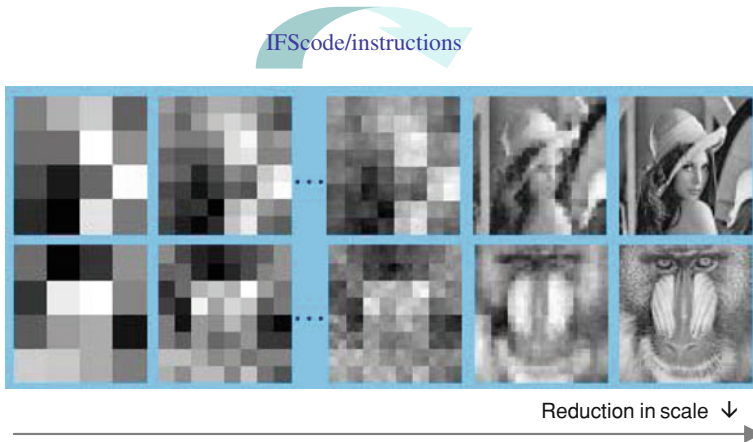 IFScode/instructions
... 
...
Reduction in scale ↓